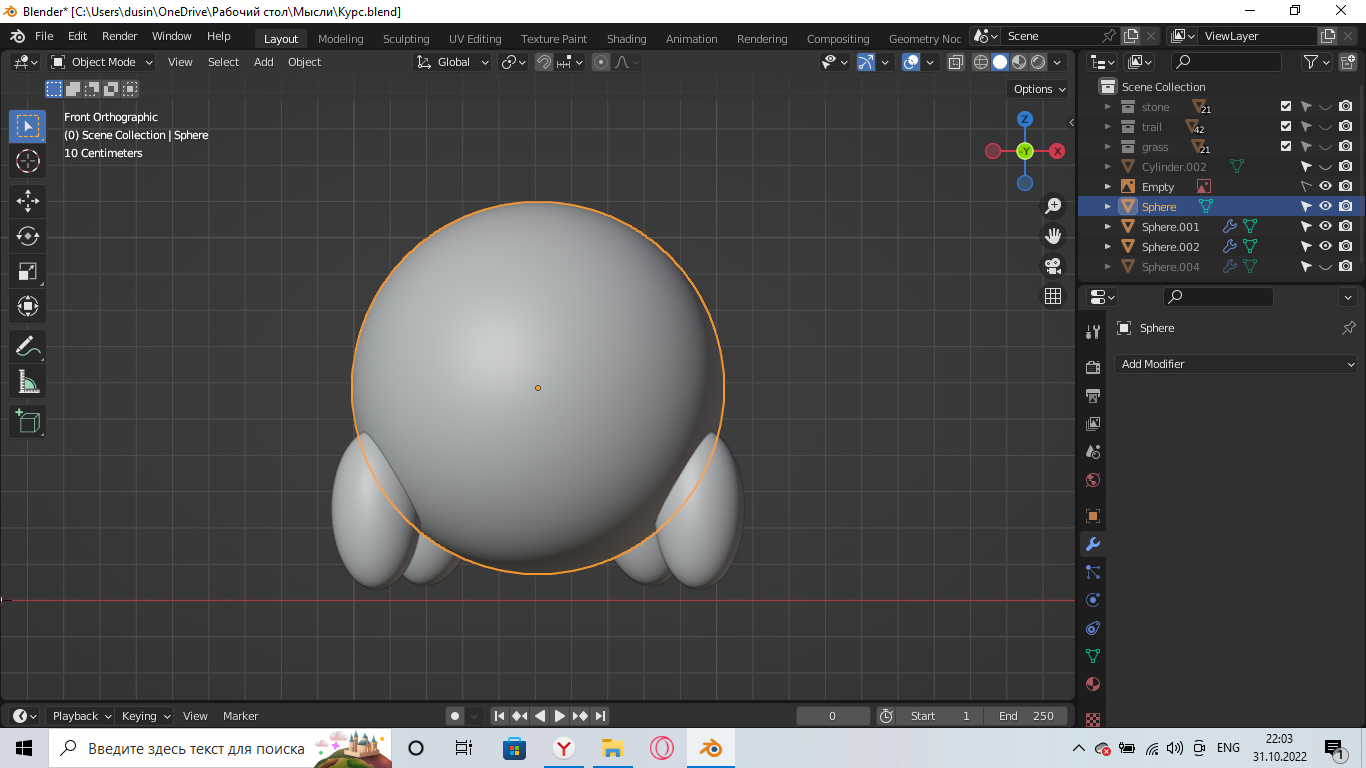 Blender* [C:\Users\dusin\OneDrive\Рабочий стол\Мысли\Курс.blend]
File Edit Render Window Help Layout Modeling Sculpting UV Editing Texture Paint Shading Animation Rendering Compositing Geometry Noc Scene ViewLayer
Object Mode View Select Add Object Global
Options
Front Orthographic
(0) Scene Collection | Sphere
10 Centimeters
Z
-Y X
Scene Collection
stone 21
trail 42
grass 21
Cylinder.002
Empty
Sphere
Sphere.001
Sphere.002
Sphere.004
Sphere
Add Modifier
Playback Keying View Marker 0 Start 1 End 250
Введите здесь текст для поиска
ENG
22:03
31.10.2022
1